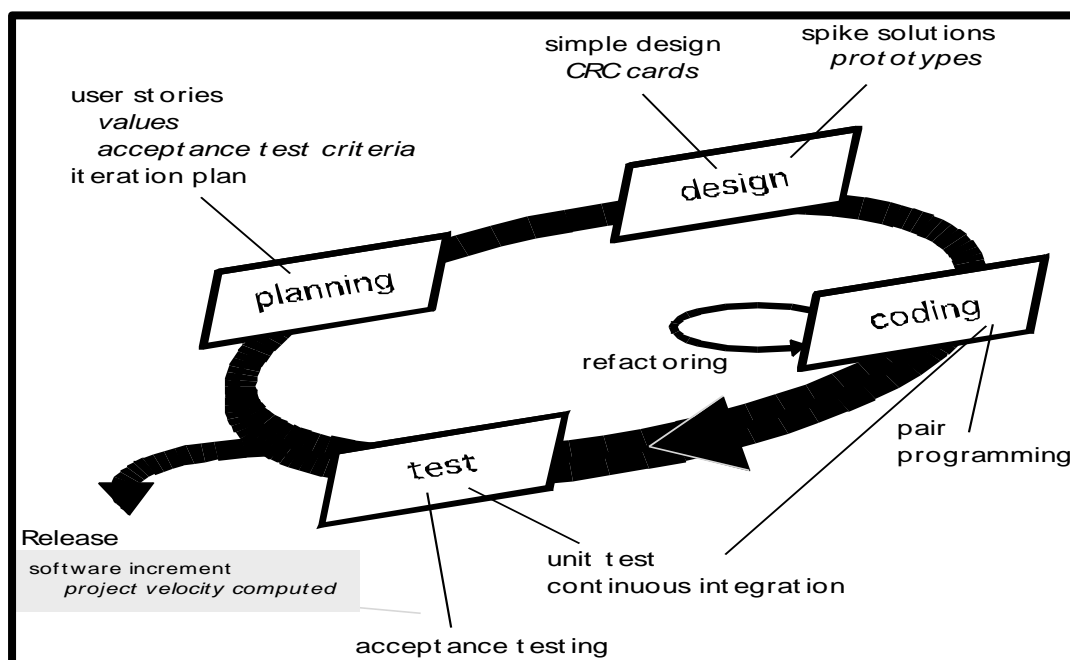 simple design
CRC cards
spike solutions
prototypes
user stories
values
acceptance test criteria
iteration plan
design
planning
coding
refactoring
test
pair
programming
Release
software increment
project velocity computed
unit test
continuous integration
acceptance testing